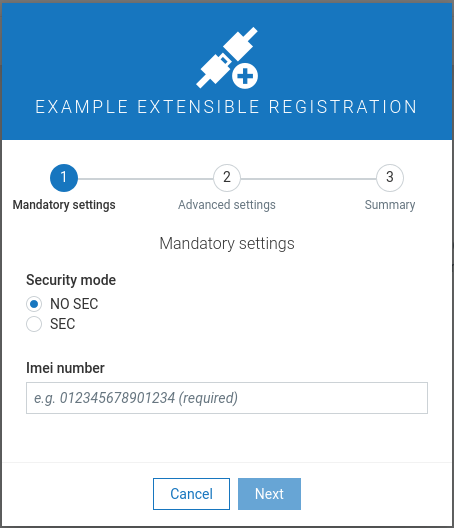 EXAMPLE EXTENSIBLE REGISTRATION
1 2 3
Mandatory settings Advanced settings Summary
Mandatory settings
Security mode
NO SEC
SEC
Imei number
e.g. 012345678901234 (required)
Cancel Next